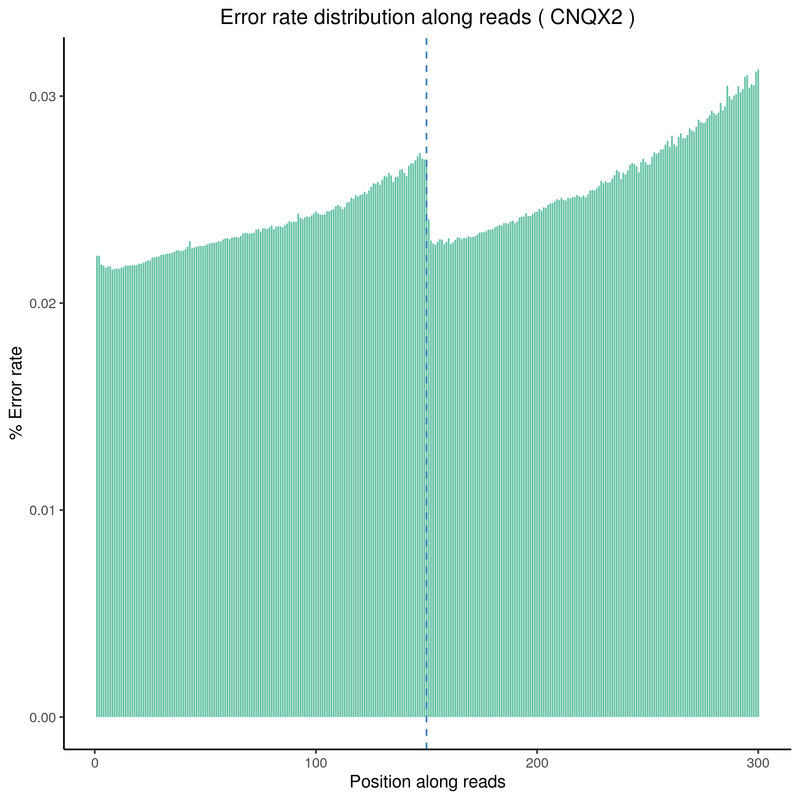 Error rate distribution along reads ( CNQX2 )
% Error rate
0.03
0.02
0.01
0.00
0
100
200
300
Position along reads